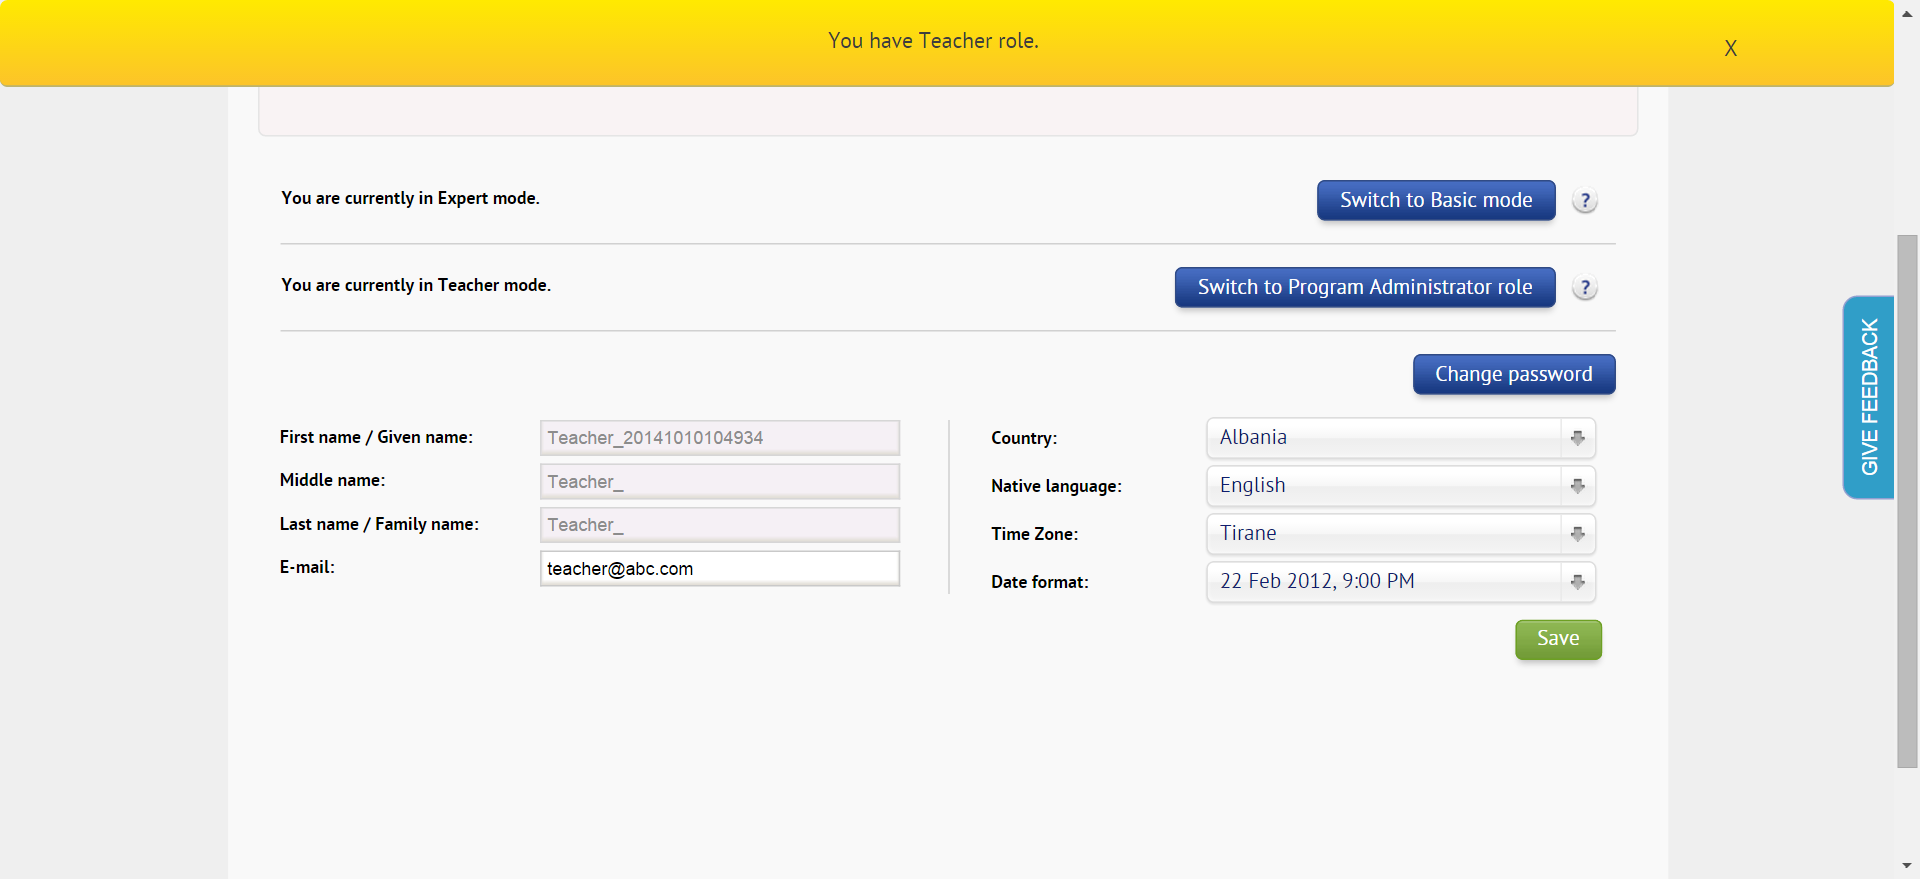 You have Teacher role.
X
You are currently in Expert mode.
Switch to Basic mode
?
You are currently in Teacher mode.
Switch to Program Administrator role
?
Change password
First name / Given name:
Teacher_20141010104934
Middle name:
Teacher_
Last name / Family name:
Teacher_
E-mail:
teacher@abc.com
Country:
Albania
Native language:
English
Time Zone:
Tirane
Date format:
22 Feb 2012, 9:00 PM
Save
GIVE FEEDBACK